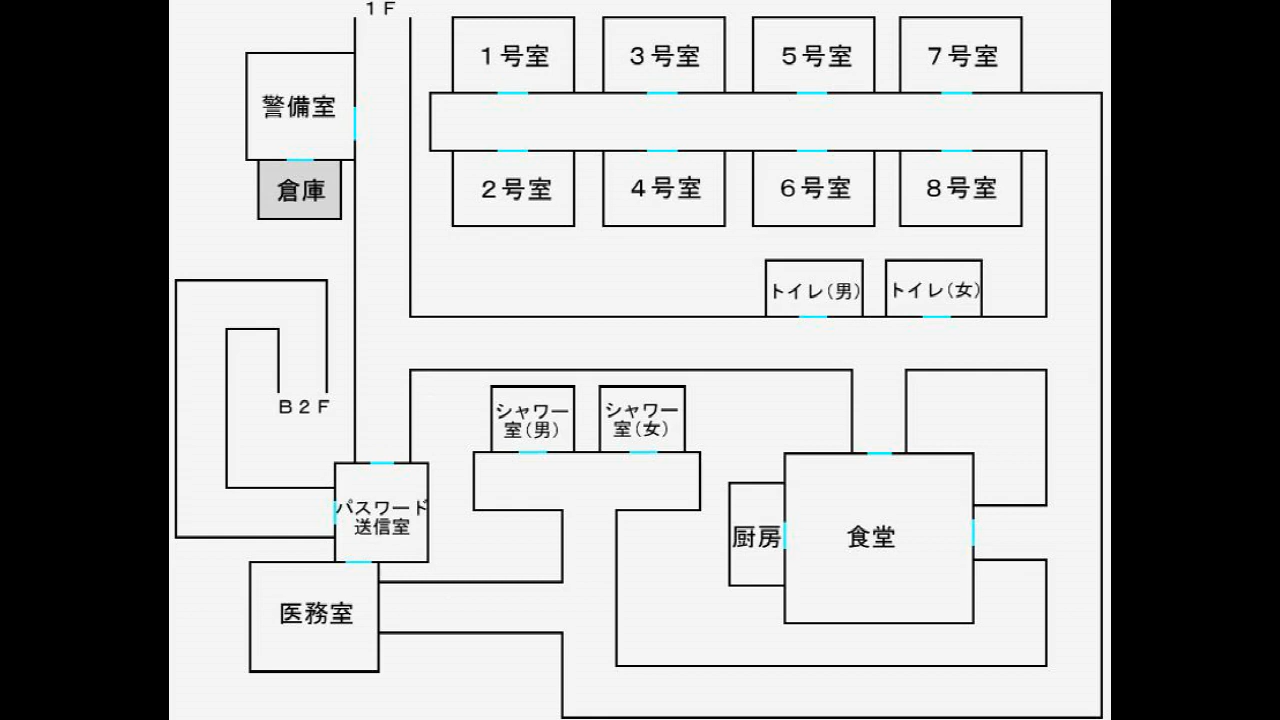 １Ｆ
１号室
３号室
５号室
７号室
警備室
倉庫
２号室
４号室
６号室
８号室
トイレ（男）
トイレ（女）
Ｂ２Ｆ
シャワー
室（男）
シャワー
室（女）
パスワード
送信室
厨房
食堂
医務室